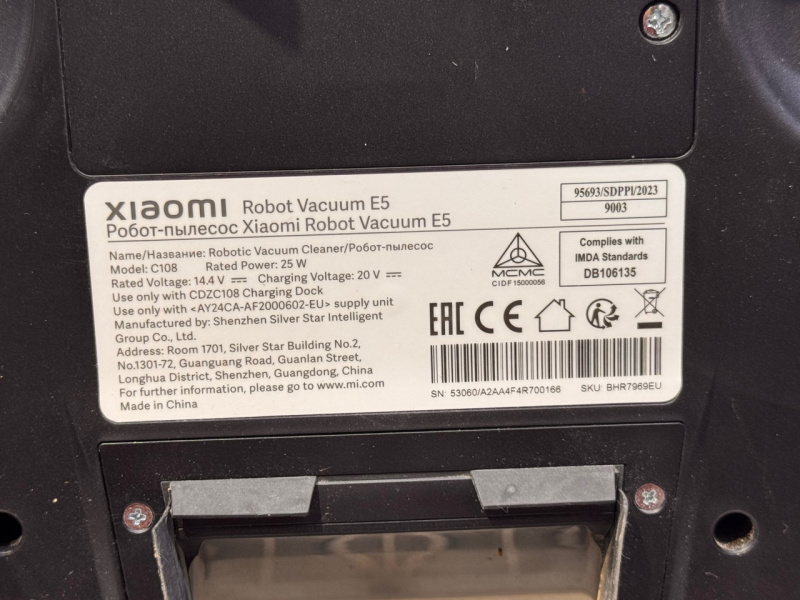 xiaomi Robot Vacuum E5
Робот-пылесос Xiaomi Robot Vacuum E5
Name/Название: Robotic Vacuum Cleaner/Робот-пылесос
Model: C108 Rated Power: 25 W
Rated Voltage: 14.4 V Charging Voltage: 20 V
Use only with CDZC108 Charging Dock
Use only with <AY24CA-AF2000602-EU> supply unit
Manufactured by: Shenzhen Silver Star Intelligent
Group Co., Ltd.
Address: Room 1701, Silver Star Building No.2,
No.1301-72, Guanguang Road, Guanlan Street,
Longhua District, Shenzhen, Guangdong, China
For further information, please go to www.mi.com
Made in China
95693/SDPPI/2023
9003
MCMC
CIDF15000056
Complies with
IMDA Standards
DB106135
EAC CE
SN: 53060/A2AA4F4R700166 SKU: BHR7969EU